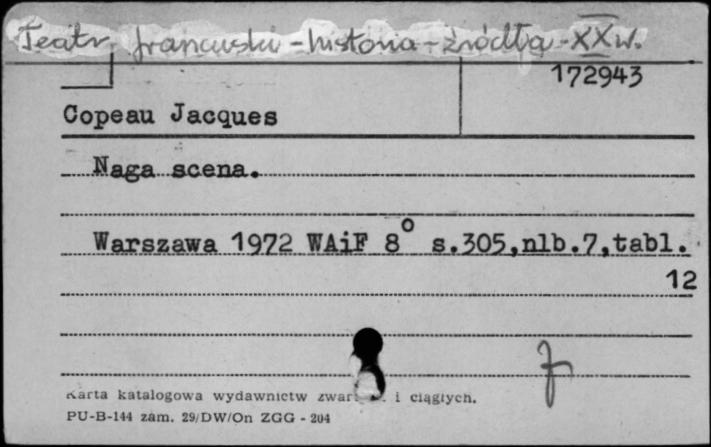 Teatr francuski - historia - źródła - XX w.
172943
Copeau Jacques
Naga scena.
Warszawa 1972 WAiF 8° s.305,nlb.7,tabl.
12
Karta katalogowa wydawnictw i ciągłych.
PU-B-144 zam. 29/DW/On ZGG - 204